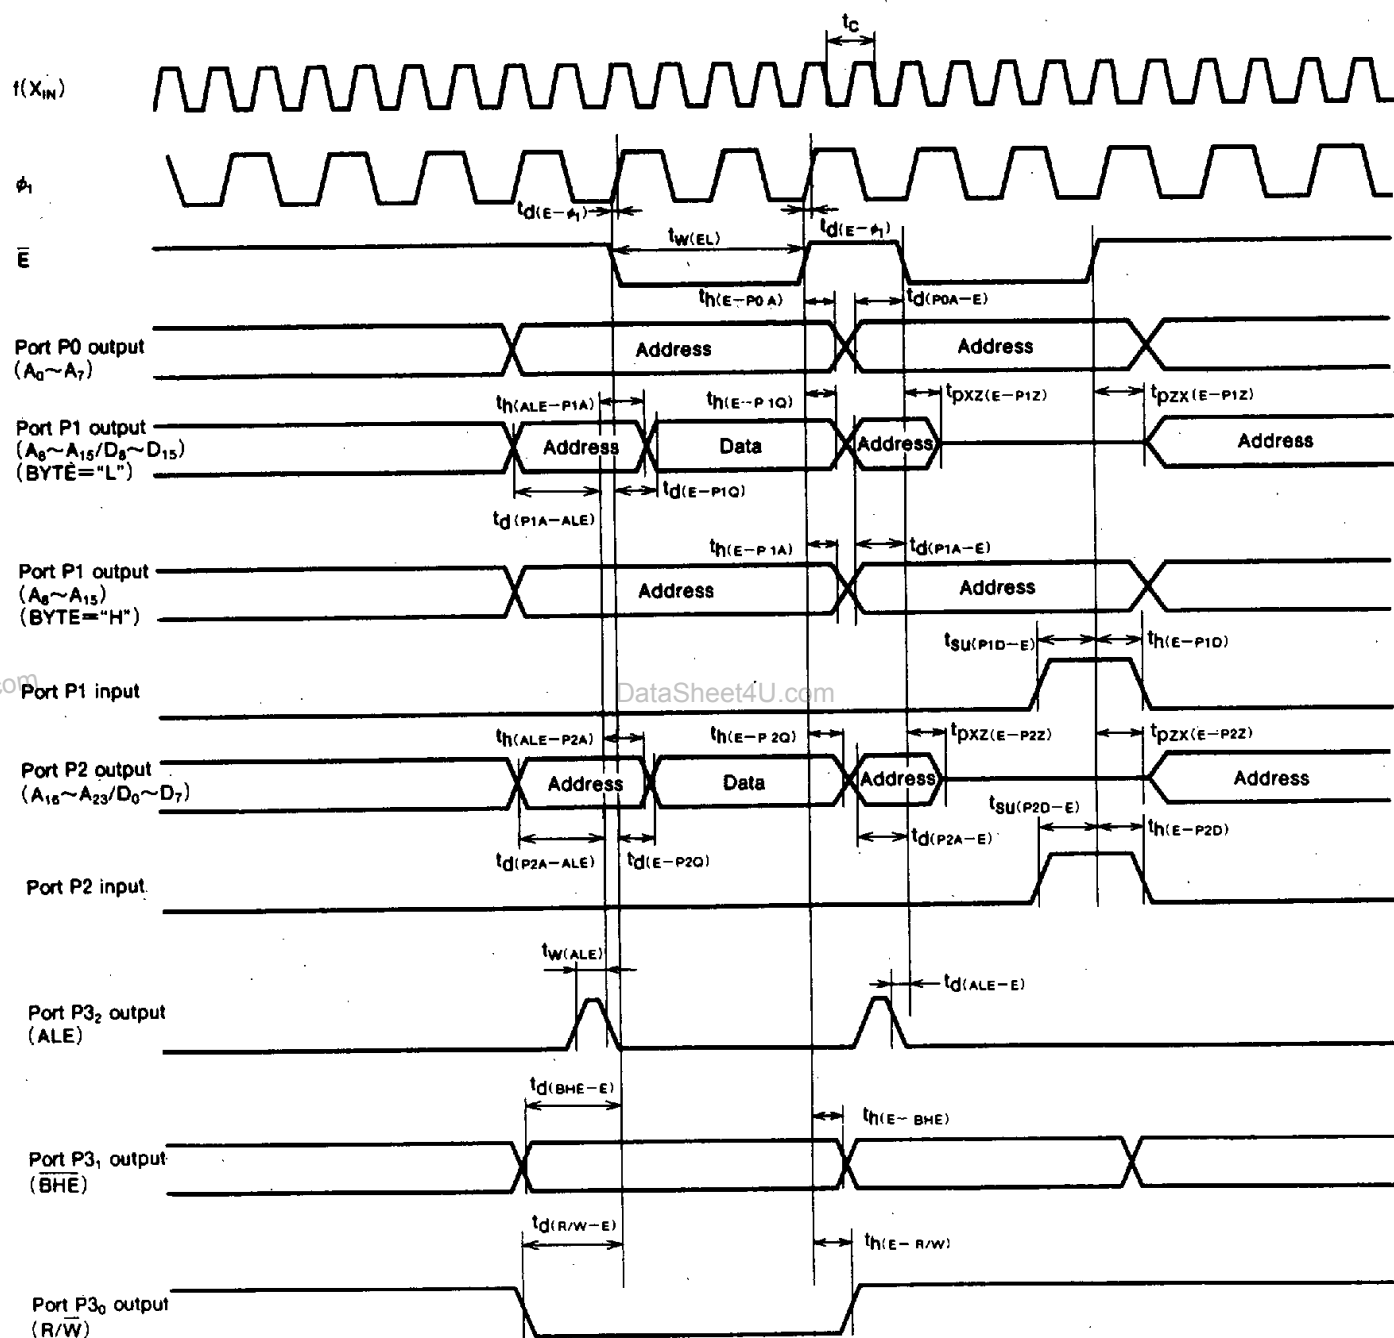 tC
f(XIN)
φ1
td(E−φ1)
tw(EL)
td(E−φ1)
E̅
th(E−P0A)
td(P0A−E)
Port P0 output
(A0~A7)
Address
Address
th(ALE−P1A)
th(E−P1Q)
tpxz(E−P1Z)
tpzx(E−P1Z)
Port P1 output
(A8~A15/D8~D15)
(BYTE="L")
Address
Data
Address
Address
td(E−P1Q)
td(P1A−ALE)
th(E−P1A)
td(P1A−E)
Port P1 output
(A8~A15)
(BYTE="H")
Address
Address
tsu(P1D−E)
th(E−P1D)
Port P1 input
.com
DataSheet4U.com
th(ALE−P2A)
th(E−P2Q)
tpxz(E−P2Z)
tpzx(E−P2Z)
Port P2 output
(A16~A23/D0~D7)
Address
Data
Address
Address
tsu(P2D−E)
th(E−P2D)
td(P2A−ALE)
td(E−P2Q)
td(P2A−E)
Port P2 input
tw(ALE)
td(ALE−E)
Port P32 output
(ALE)
td(BHE−E)
th(E−BHE)
Port P31 output
(B̅H̅E̅)
td(R/W−E)
th(E−R/W)
Port P30 output
(R/W̅)